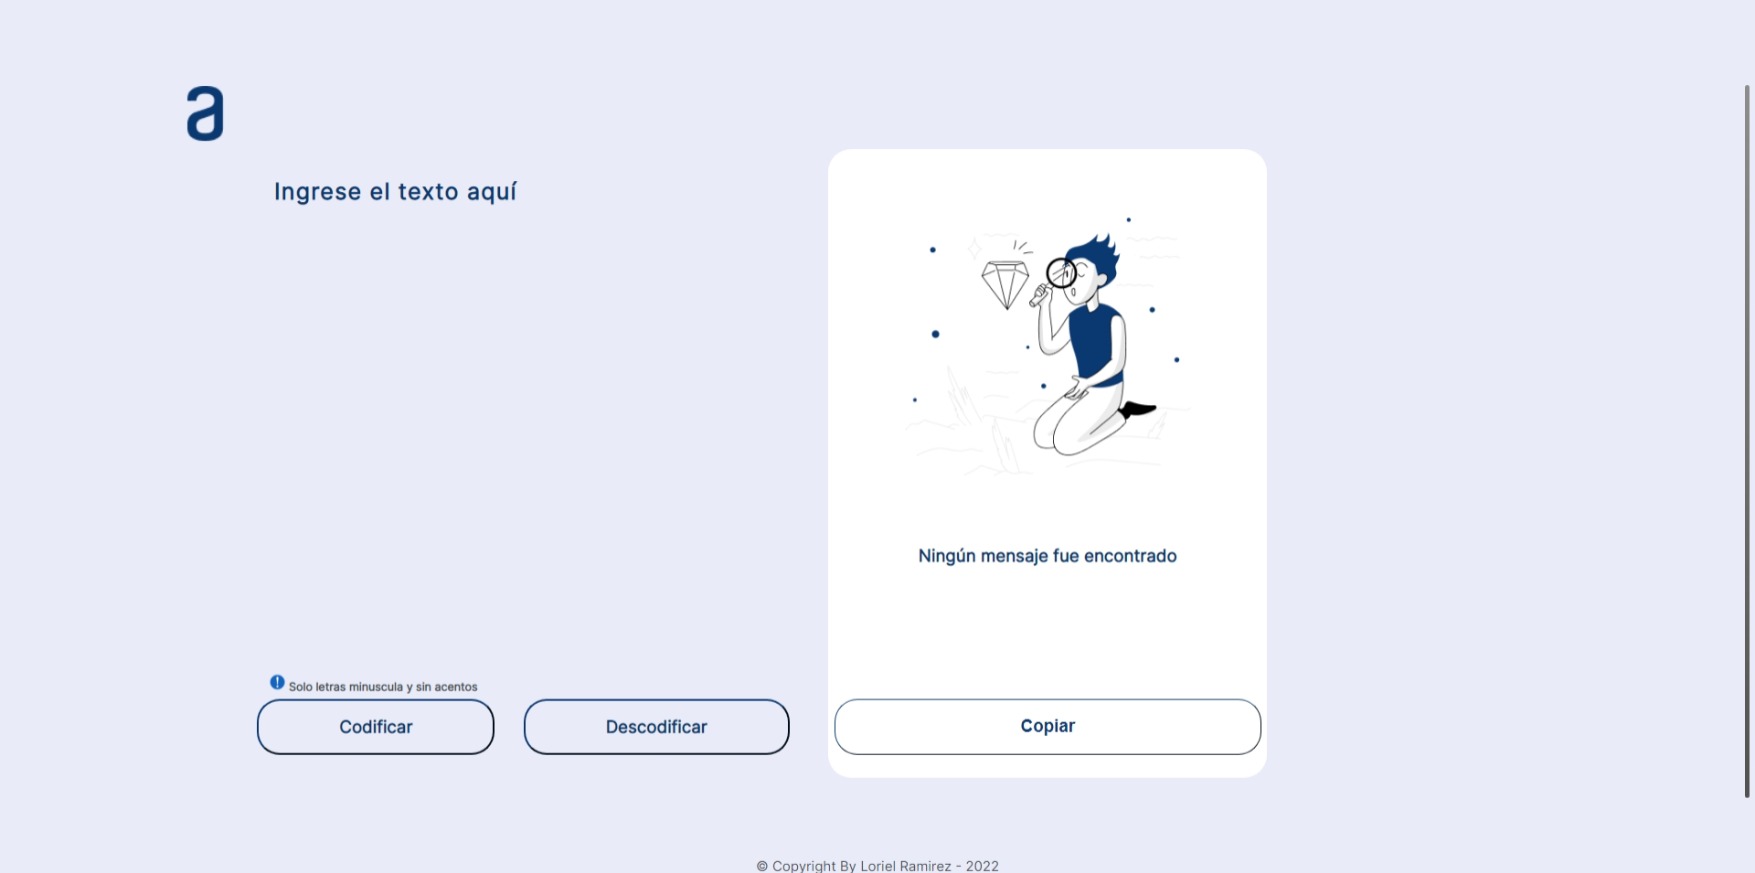 a
Ingrese el texto aquí
Ningún mensaje fue encontrado
Solo letras minuscula y sin acentos
Codificar
Descodificar
Copiar
© Copyright By Loriel Ramirez - 2022